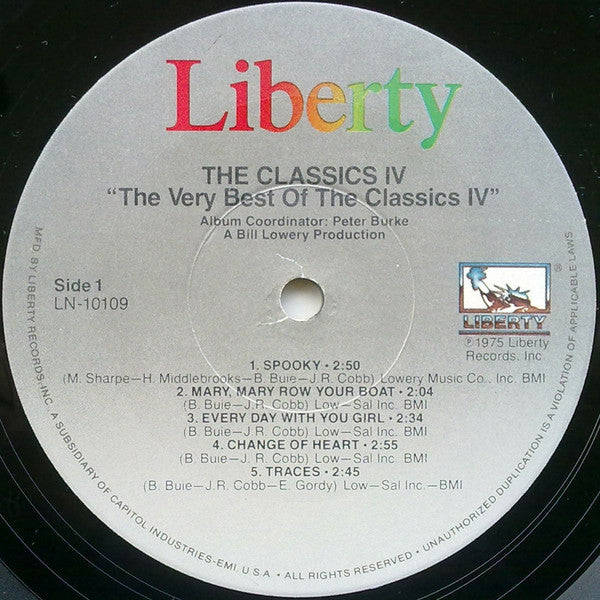 Liberty
THE CLASSICS IV
“The Very Best Of The Classics IV”
Album Coordinator: Peter Burke
A Bill Lowery Production
Side 1
LN-10109
LIBERTY
®
℗1975 Liberty
Records, Inc.
1. SPOOKY • 2:50
(M. Sharpe—H. Middlebrooks—B. Buie—J.R. Cobb) Lowery Music Co., Inc. BMI
2. MARY, MARY ROW YOUR BOAT • 2:04
(B. Buie—J.R. Cobb) Low—Sal Inc. BMI
3. EVERY DAY WITH YOU GIRL • 2:34
(B. Buie—J.R. Cobb) Low—Sal Inc. BMI
4. CHANGE OF HEART • 2:55
(B. Buie—J.R. Cobb) Low—Sal Inc. BMI
5. TRACES • 2:45
(B. Buie—J.R. Cobb—E. Gordy) Low—Sal Inc.—BMI
MFD. BY LIBERTY RECORDS, INC. A SUBSIDIARY OF CAPITOL INDUSTRIES-EMI, U.S.A. • ALL RIGHTS RESERVED • UNAUTHORIZED DUPLICATION IS A VIOLATION OF APPLICABLE LAWS